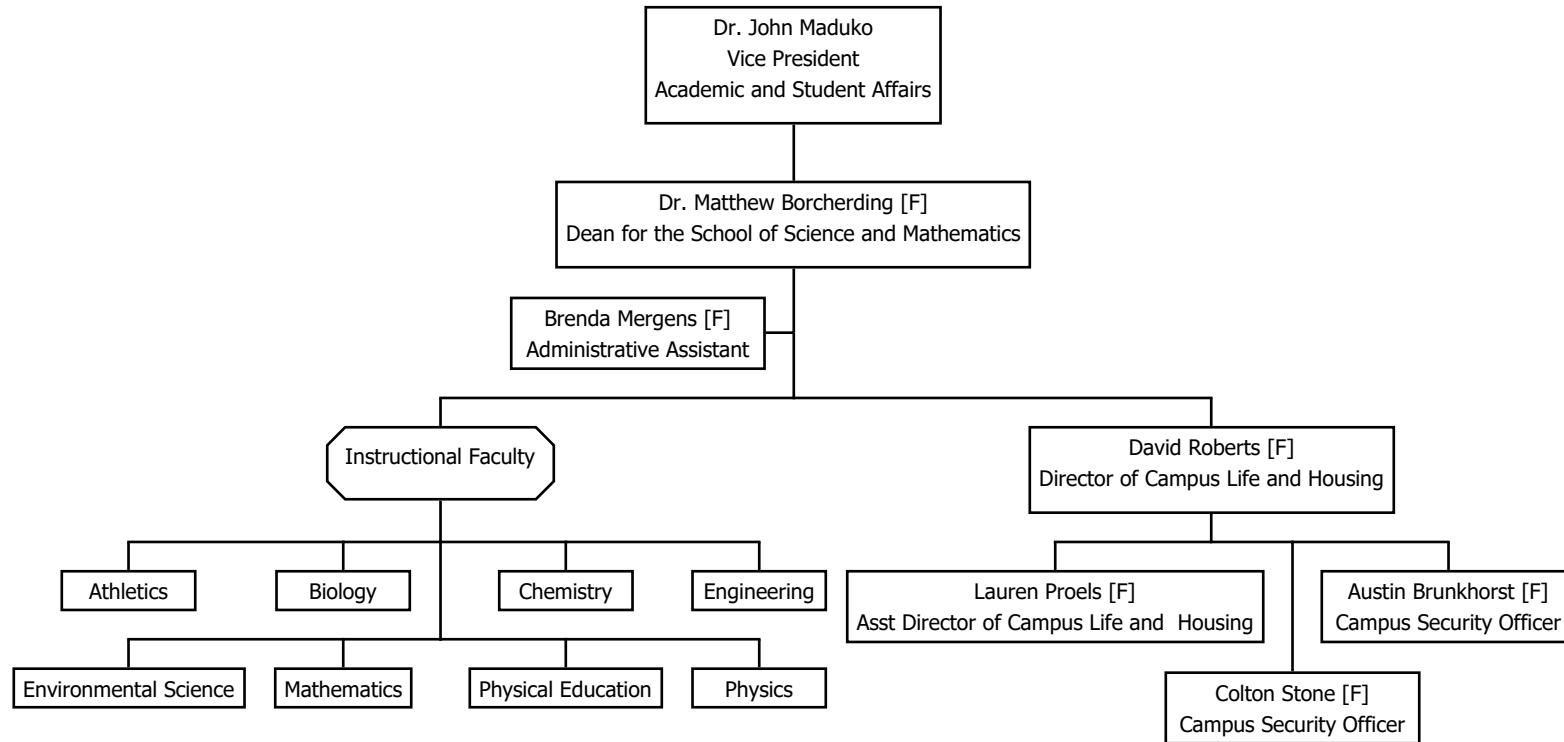 Dr. John Maduko
Vice President
Academic and Student Affairs
Dr. Matthew Borcherding [F]
Dean for the School of Science and Mathematics
Brenda Mergens [F]
Administrative Assistant
Instructional Faculty
David Roberts [F]
Director of Campus Life and Housing
Athletics
Biology
Chemistry
Engineering
Environmental Science
Mathematics
Physical Education
Physics
Lauren Proels [F]
Asst Director of Campus Life and  Housing
Austin Brunkhorst [F]
Campus Security Officer
Colton Stone [F]
Campus Security Officer